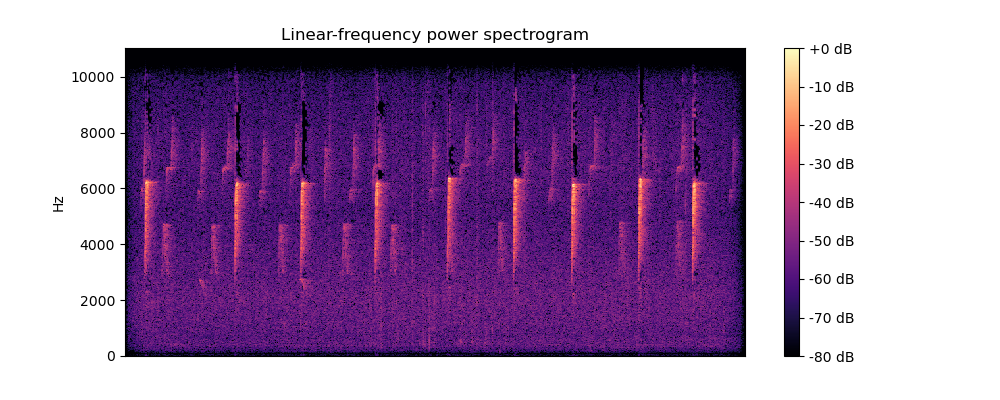 Linear-frequency power spectrogram
Hz
10000
8000
6000
4000
2000
0
+0 dB
-10 dB
-20 dB
-30 dB
-40 dB
-50 dB
-60 dB
-70 dB
-80 dB